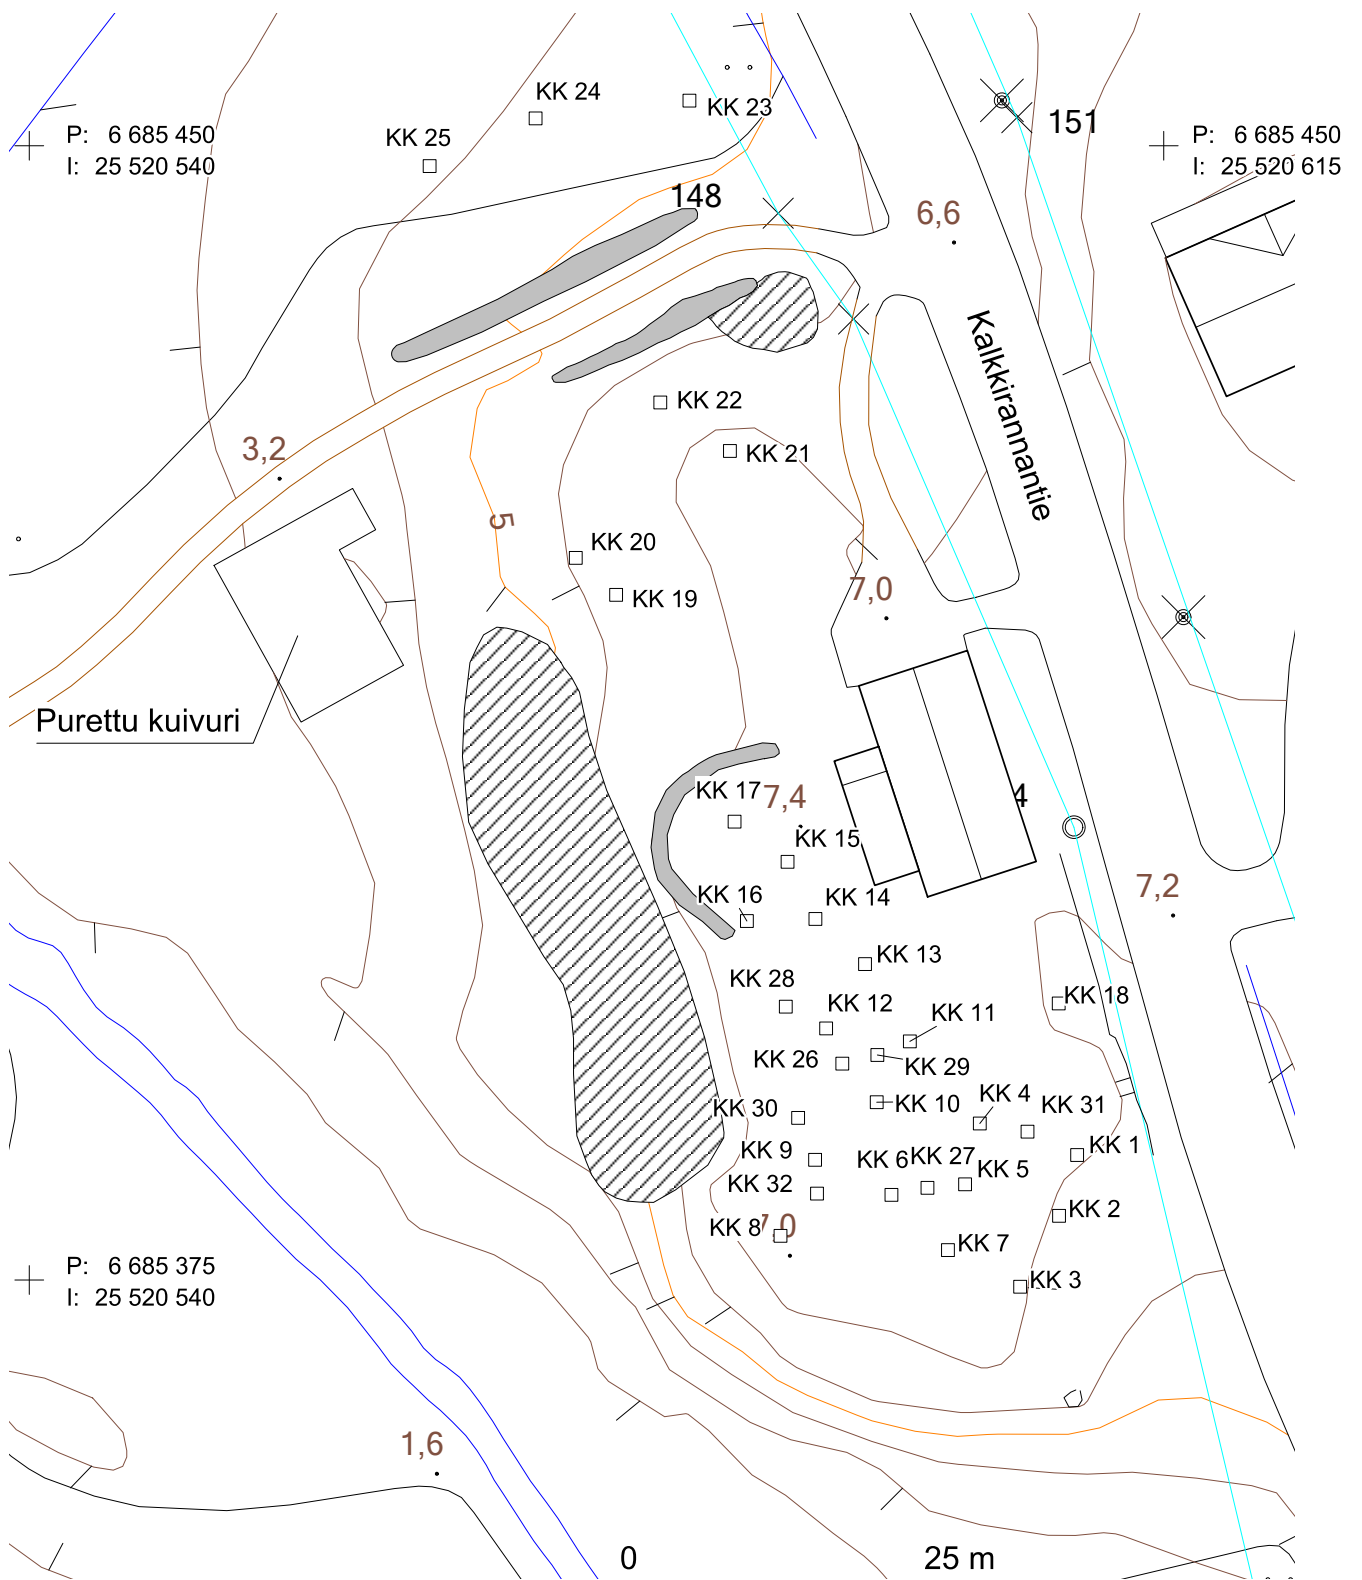 KK 24
KK 23
151
P: 6 685 450
I: 25 520 540
KK 25
P: 6 685 450
I: 25 520 615
148
6,6
Kalkkirannantie
KK 22
3,2
KK 21
5
KK 20
7,0
KK 19
Purettu kuivuri
KK 17
7,4
4
KK 15
7,2
KK 16
KK 14
KK 13
KK 28
KK 18
KK 12
KK 11
KK 26
KK 29
KK 10
KK 4
KK 31
KK 30
KK 9
KK 1
KK 6
KK 27
KK 5
KK 32
KK 2
KK 8
7,0
KK 7
P: 6 685 375
I: 25 520 540
KK 3
1,6
0
25 m